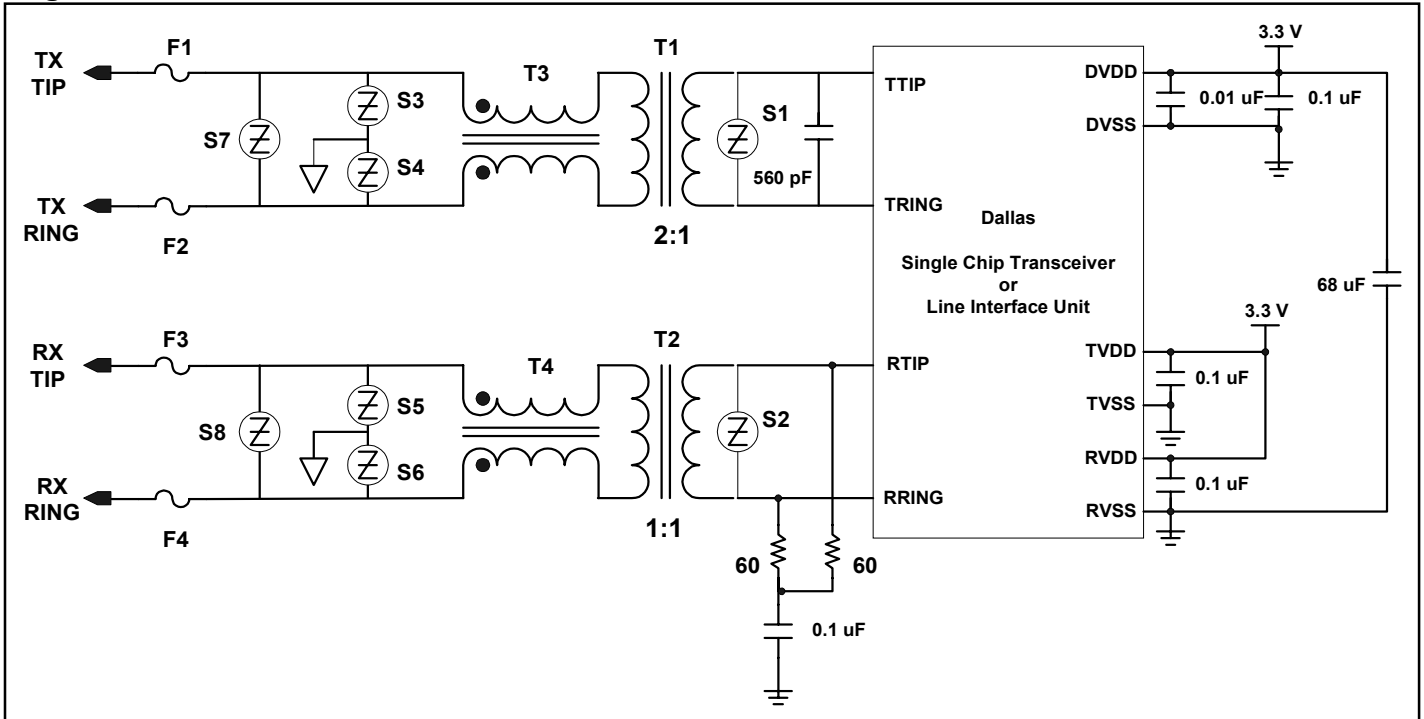 F1
TX
TIP
T3
T1
S3
S7
S4
S1
560 pF
TX
RING
F2
2:1
TTIP
TRING
Dallas
Single Chip Transceiver
or
Line Interface Unit
DVDD
DVSS
3.3 V
0.01 uF
0.1 uF
68 uF
F3
RX
TIP
T4
T2
S5
S8
S6
S2
RX
RING
F4
1:1
RTIP
RRING
60
60
0.1 uF
3.3 V
TVDD
0.1 uF
TVSS
RVDD
0.1 uF
RVSS